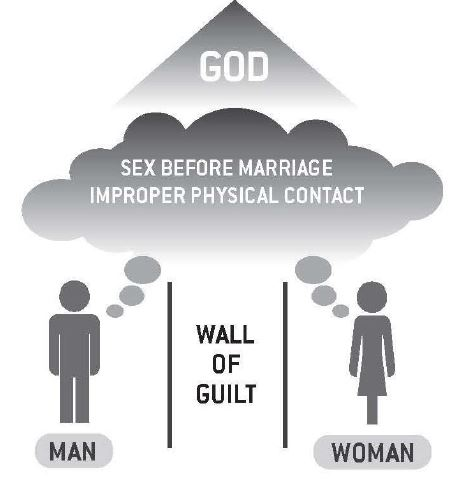 GOD
SEX BEFORE MARRIAGE
IMPROPER PHYSICAL CONTACT
WALL
OF
GUILT
MAN
WOMAN